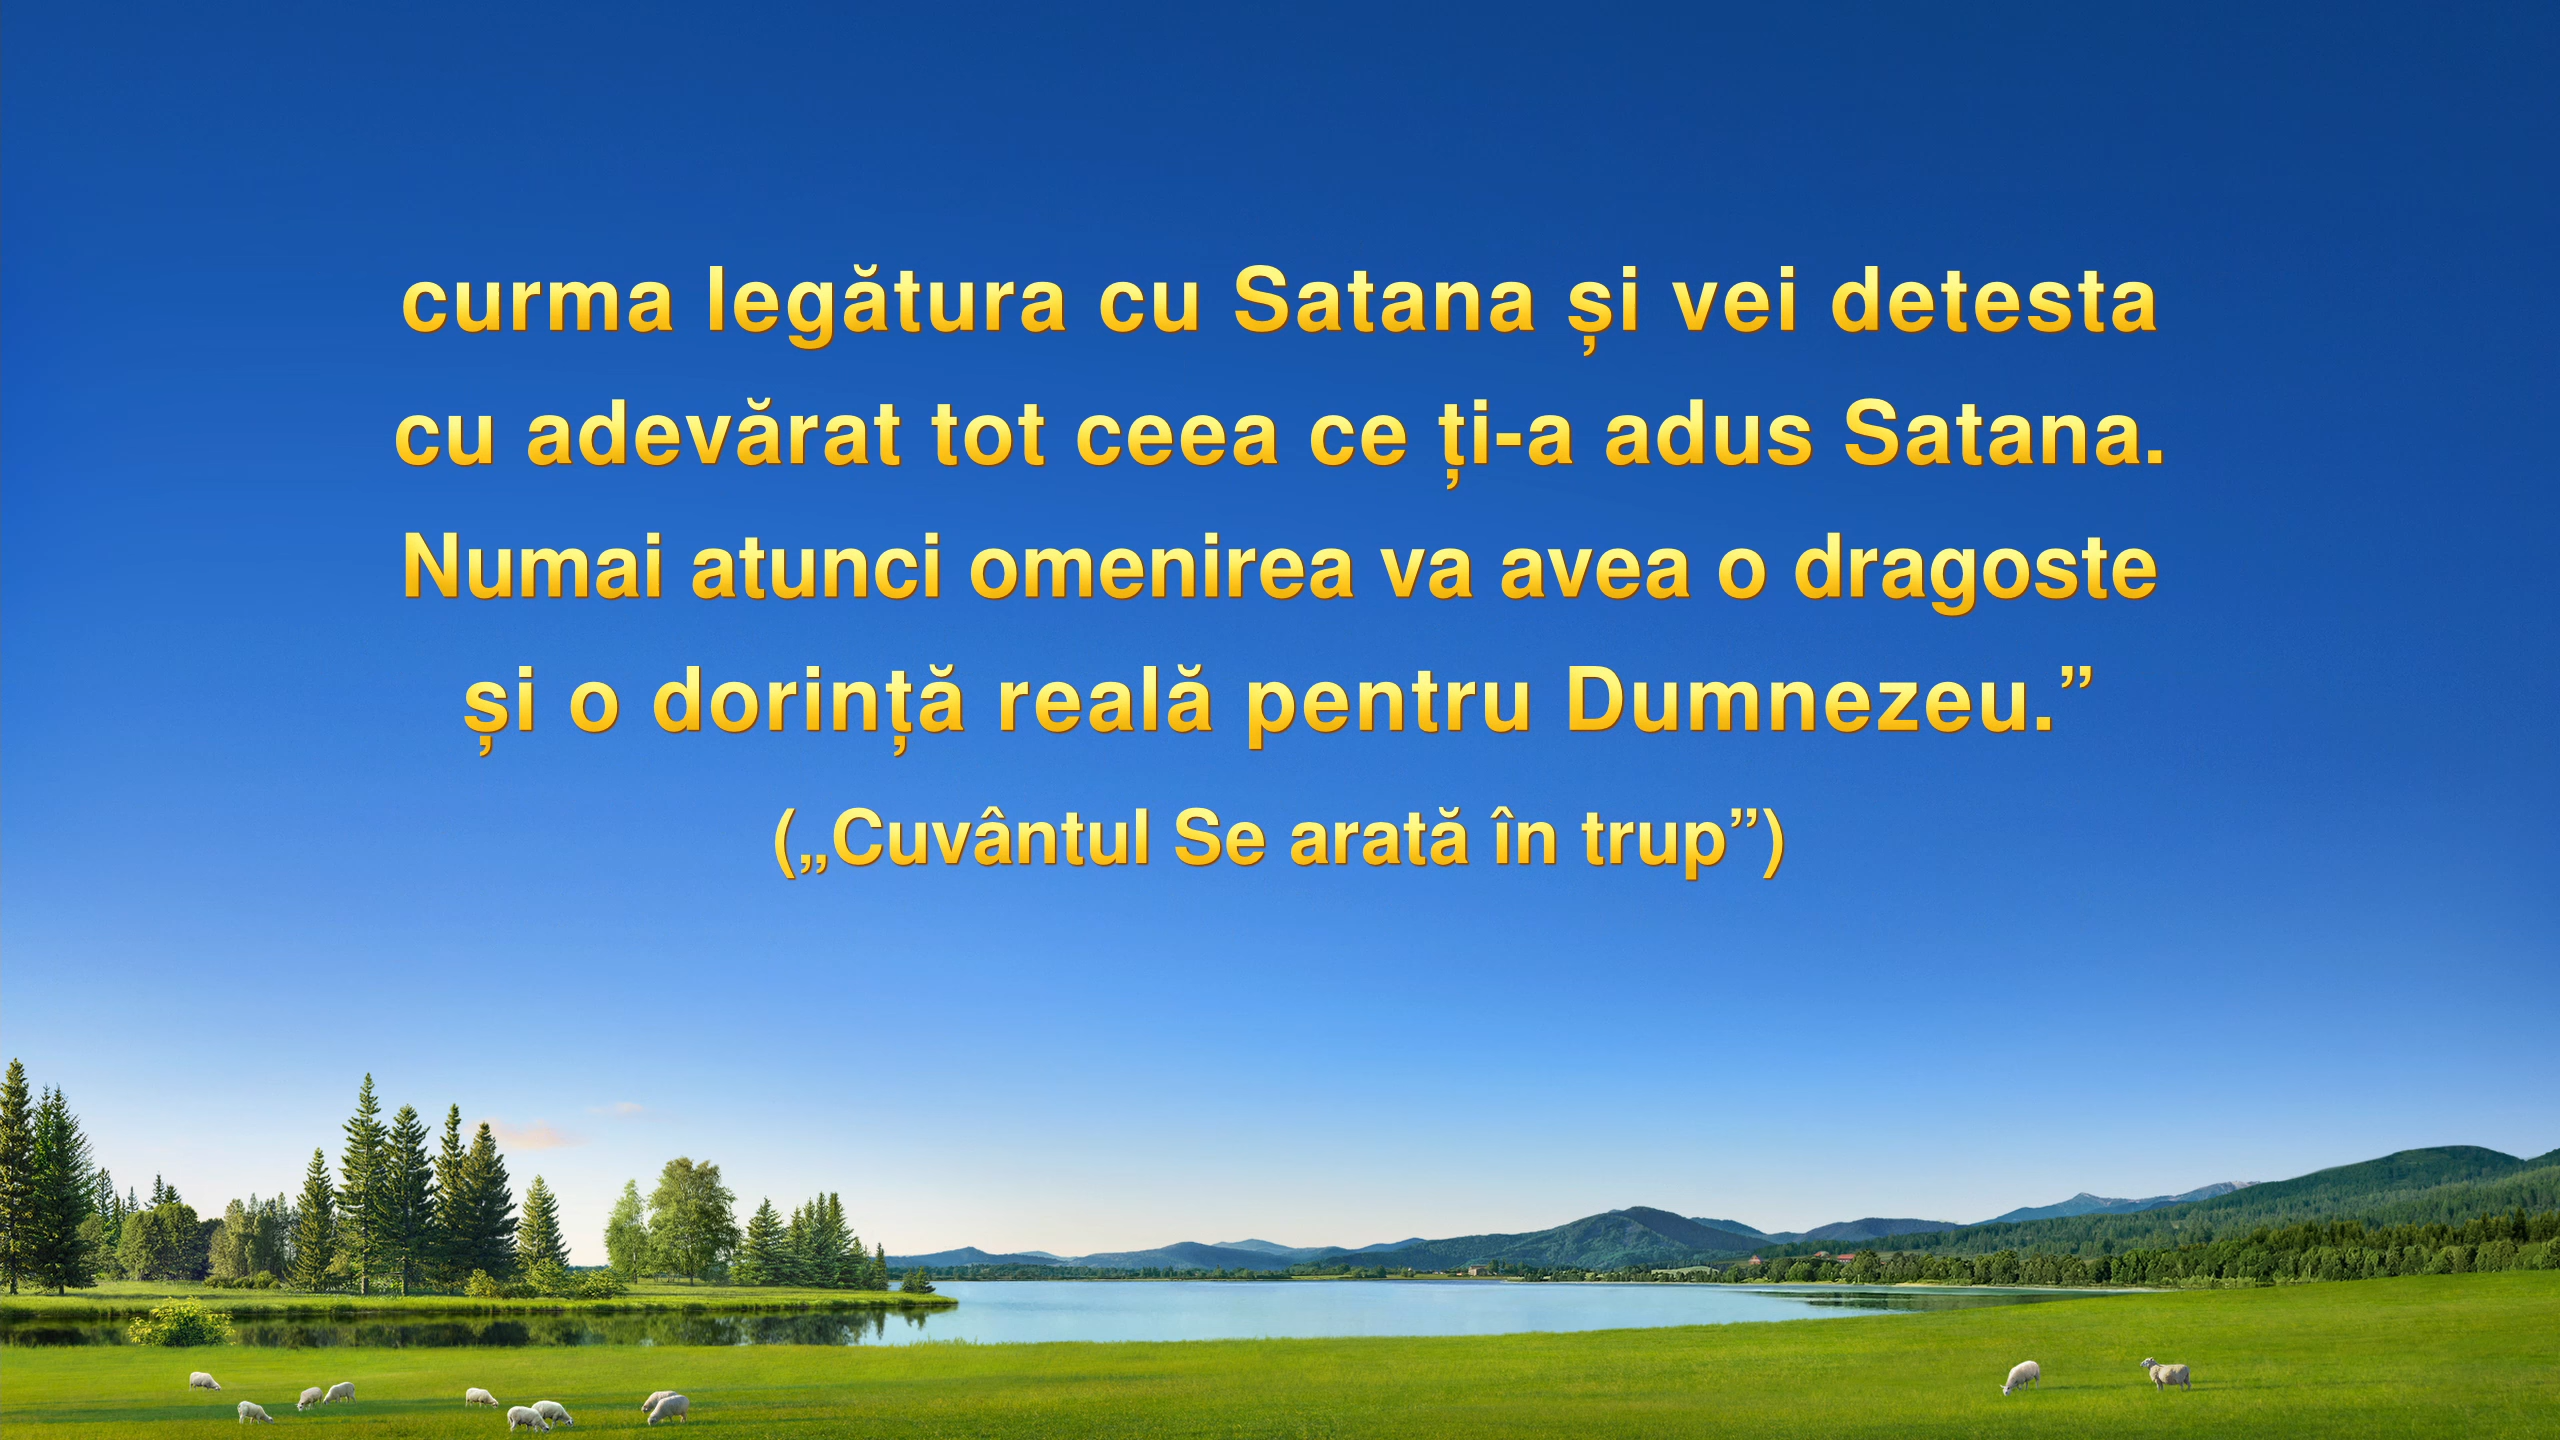 curma legătura cu Satana și vei detesta
cu adevărat tot ceea ce ți-a adus Satana.
Numai atunci omenirea va avea o dragoste
și o dorință reală pentru Dumnezeu.”
(„Cuvântul Se arată în trup”)